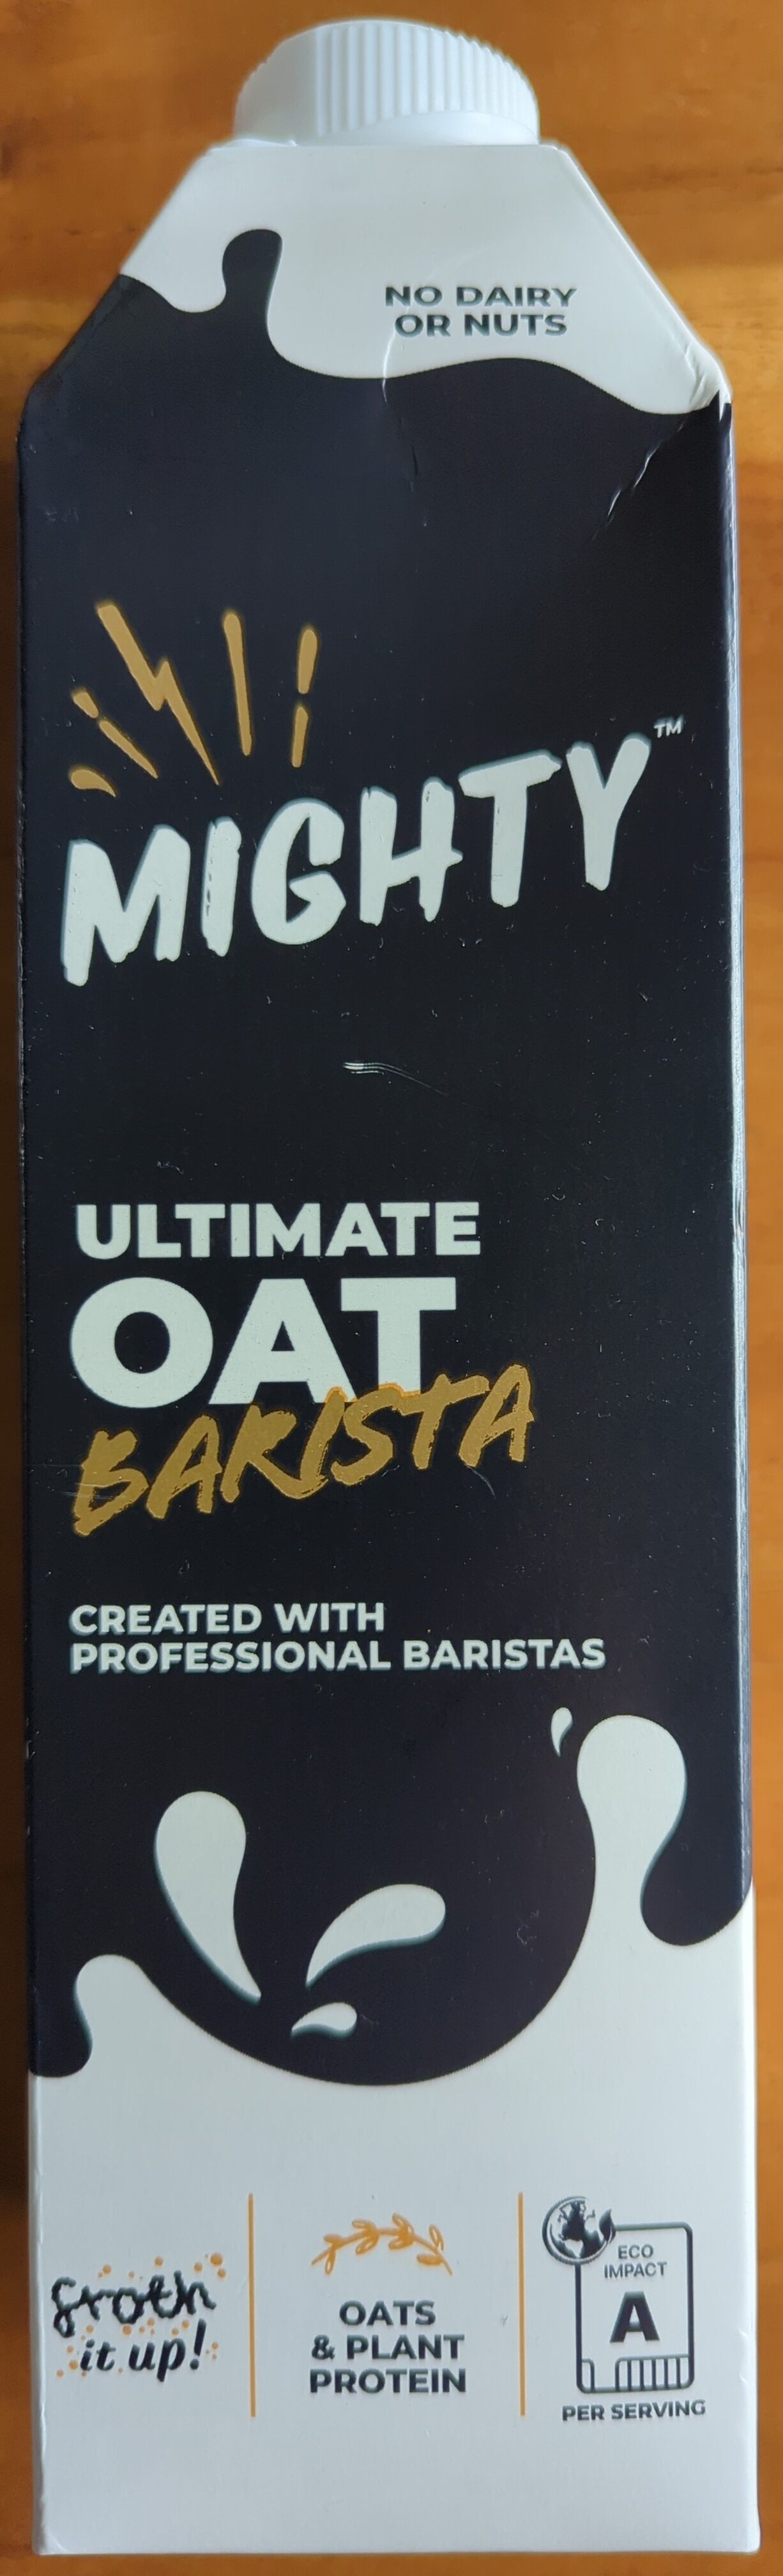 NO DAIRY
OR NUTS
MIGHTY™
ULTIMATE
OAT
BARISTA
CREATED WITH
PROFESSIONAL BARISTAS
froth
it up!
OATS
& PLANT
PROTEIN
ECO
IMPACT
A
PER SERVING